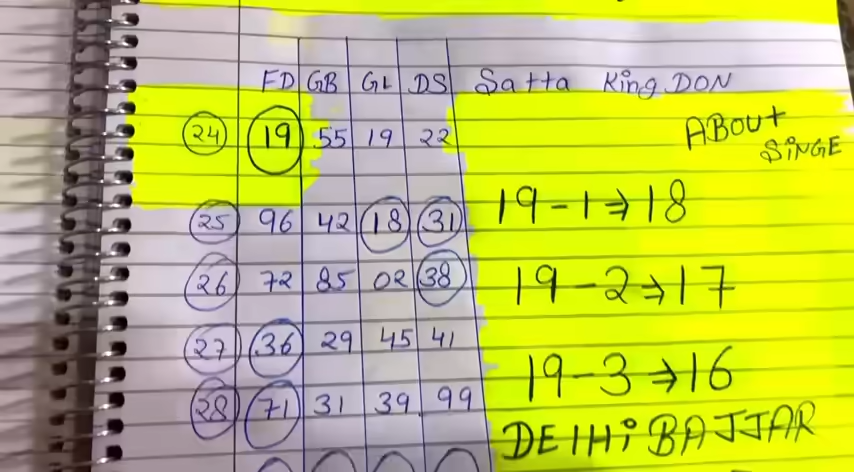 FD GB GL DS Satta King DON
24 19 55 19 22 ABOUt
SiNGE
25 96 42 18 31 19-1⇒18
26 72 85 02 38 19-2⇒17
27 36 29 45 41
28 71 31 39. 99 19-3⇒16
DElHi BAJJAR